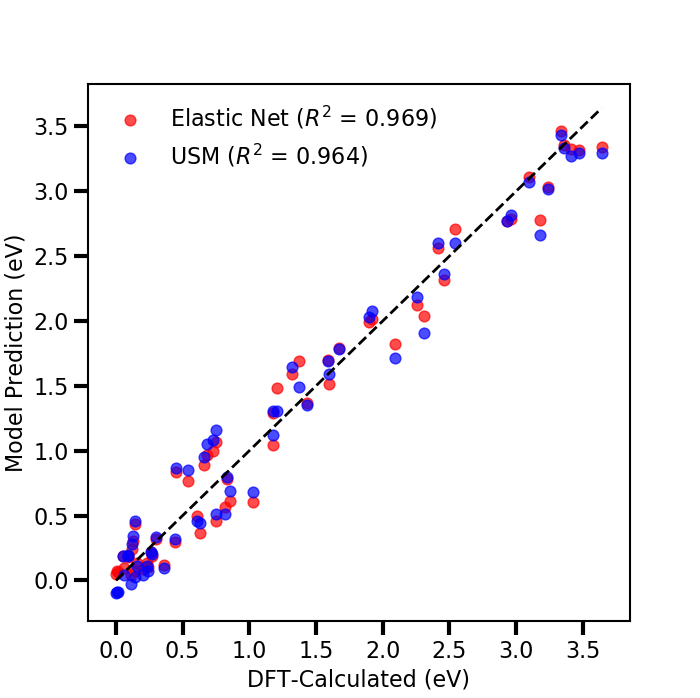 Elastic Net (R² = 0.969)
USM (R² = 0.964)
Model Prediction (eV)
3.5
3.0
2.5
2.0
1.5
1.0
0.5
0.0
0.0 0.5 1.0 1.5 2.0 2.5 3.0 3.5
DFT-Calculated (eV)